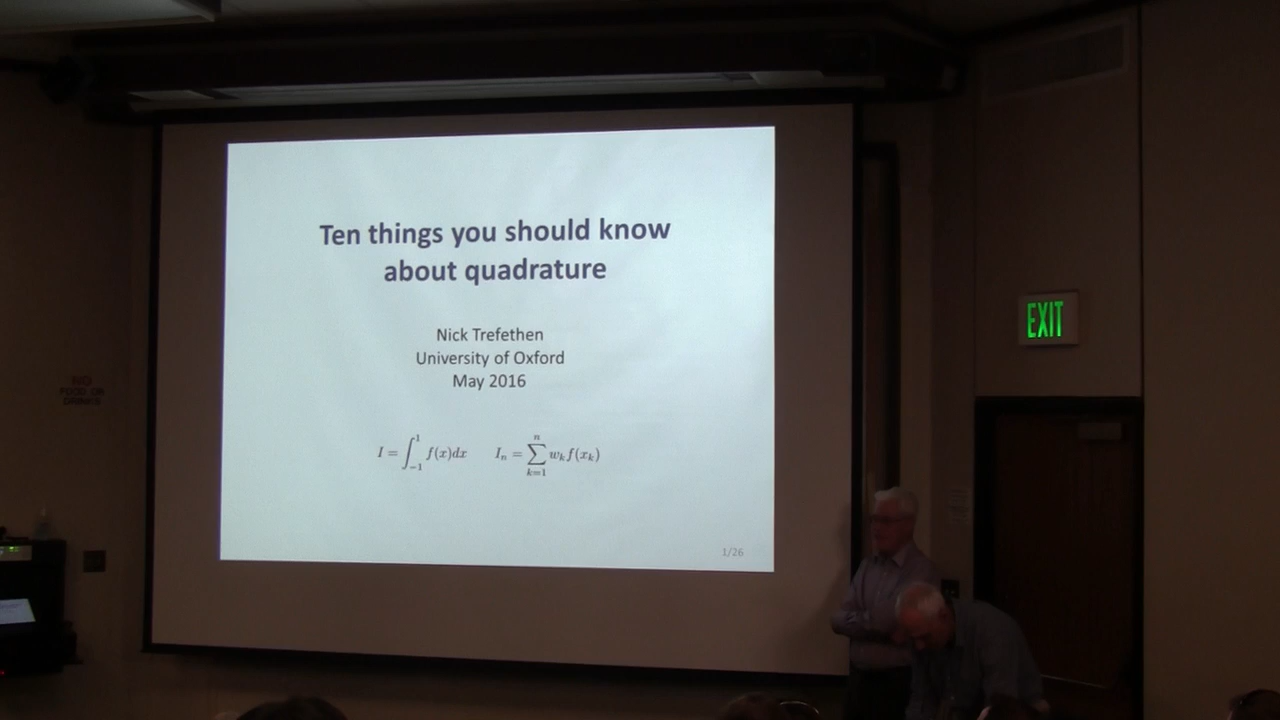 Ten things you should know
about quadrature
Nick Trefethen
University of Oxford
May 2016
I = ∫_{-1}^{1} f(x)dx    I_n = ∑_{k=1}^{n} w_k f(x_k)
1/26
EXIT